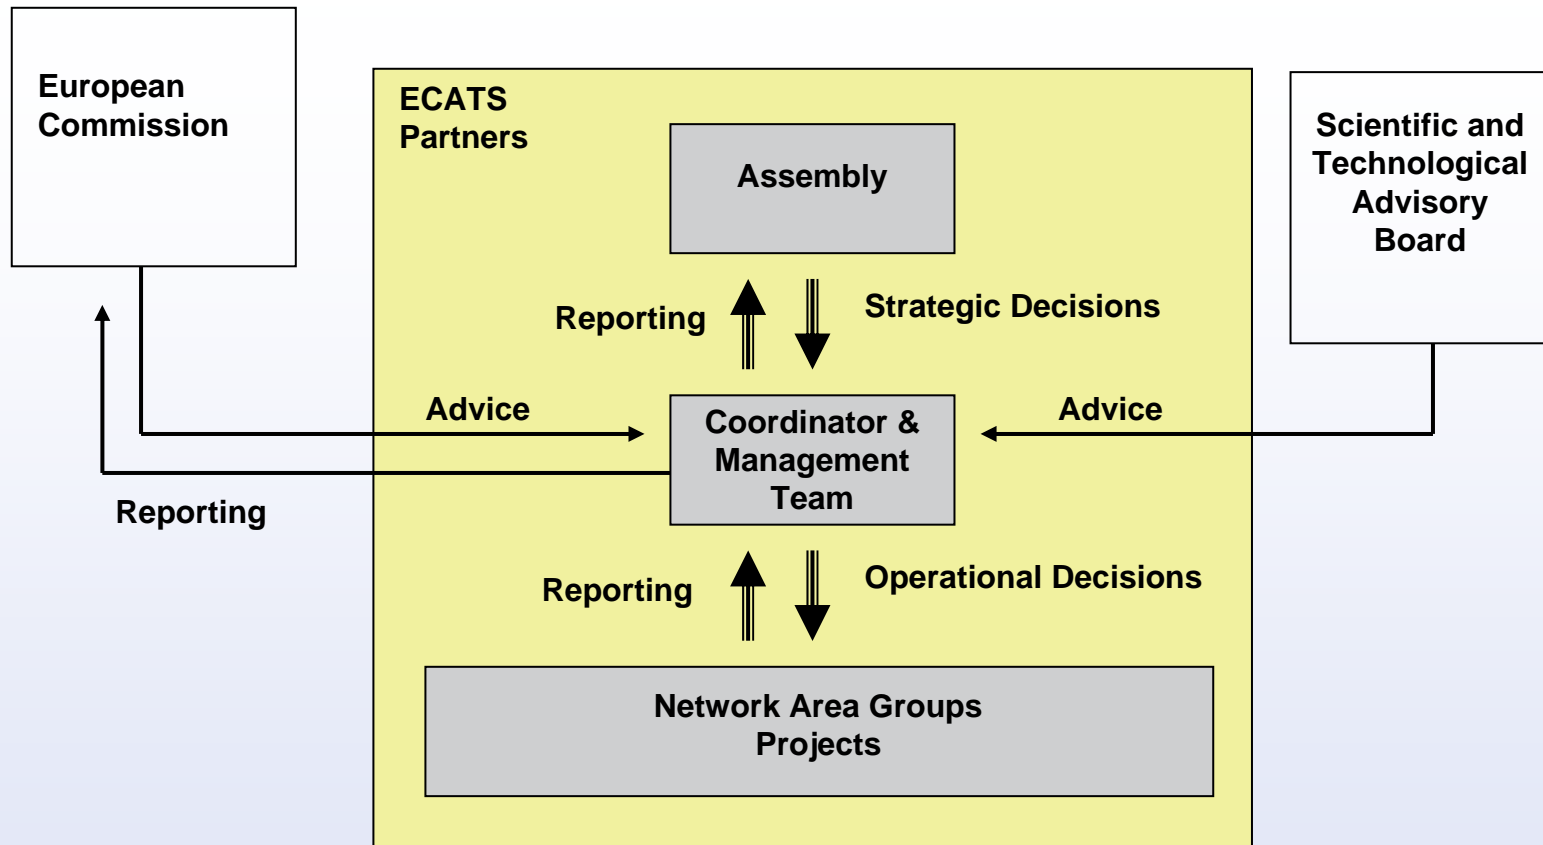 European
Commission
ECATS
Partners
Assembly
Scientific and
Technological
Advisory
Board
Reporting
Strategic Decisions
Advice
Coordinator &
Management
Team
Advice
Reporting
Reporting
Operational Decisions
Network Area Groups
Projects